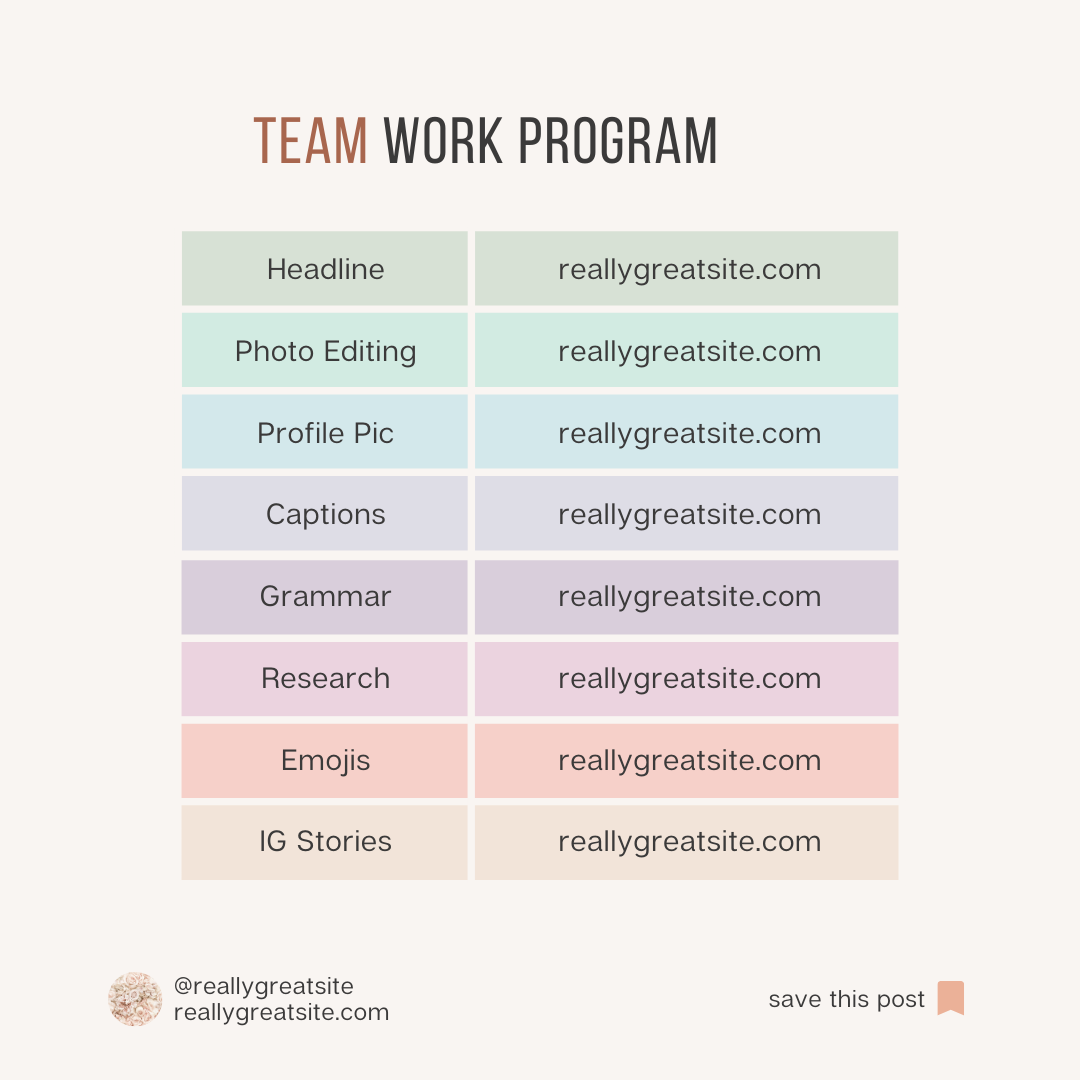 TEAM WORK PROGRAM
Headline reallygreatsite.com
Photo Editing reallygreatsite.com
Profile Pic reallygreatsite.com
Captions reallygreatsite.com
Grammar reallygreatsite.com
Research reallygreatsite.com
Emojis reallygreatsite.com
IG Stories reallygreatsite.com
@reallygreatsite
reallygreatsite.com
save this post